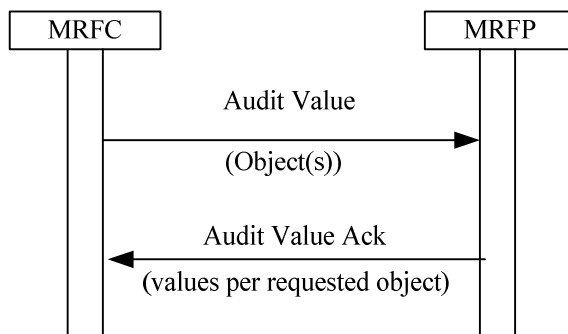 MRFC
MRFP
Audit Value
(Object(s))
Audit Value Ack
(values per requested object)